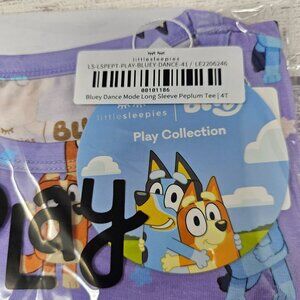 littlesleepies
LS-LSPEPT-PLAY-BLUEY-DANCE-4T / LE2206246
00101186
Bluey Dance Mode Long Sleeve Peplum Tee | 4T
littlesleepies
Play Collection
play